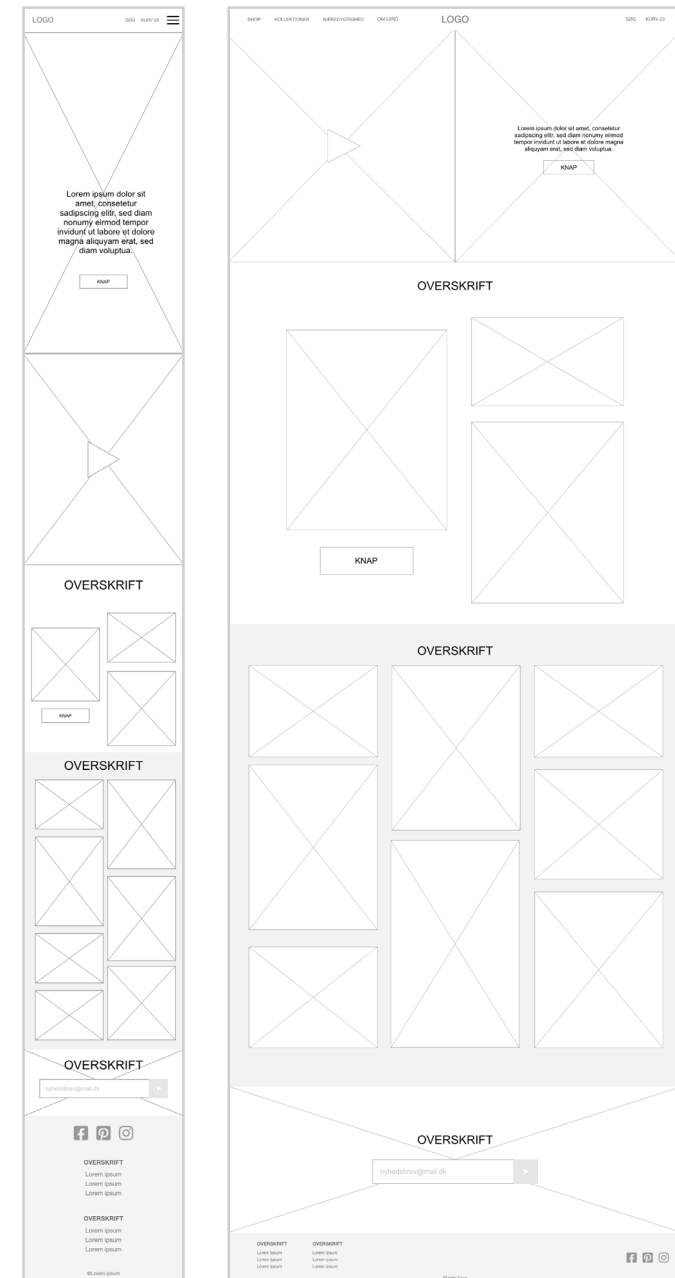 LOGO
SØG KURV (0)
Lorem ipsum dolor sit
amet, consetetur
sadipscing elitr, sed diam
nonumy eirmod tempor
invidunt ut labore et dolore
magna aliquyam erat, sed
diam voluptua.
KNAP
OVERSKRIFT
KNAP
OVERSKRIFT
OVERSKRIFT
nyhedsbrev@mail.dk
OVERSKRIFT
Lorem ipsum
Lorem ipsum
Lorem ipsum
OVERSKRIFT
Lorem ipsum
Lorem ipsum
Lorem ipsum
©Lorem ipsum
SHOP KOLLEKTIONER BÆREDYGTIGHED OM LERÓ LOGO SØG KURV (0)
Lorem ipsum dolor sit amet, consetetur
sadipscing elitr, sed diam nonumy eirmod
tempor invidunt ut labore et dolore magna
aliquyam erat, sed diam voluptua.
KNAP
OVERSKRIFT
KNAP
OVERSKRIFT
OVERSKRIFT
nyhedsbrev@mail.dk
OVERSKRIFT OVERSKRIFT
Lorem ipsum Lorem ipsum
Lorem ipsum Lorem ipsum
Lorem ipsum Lorem ipsum